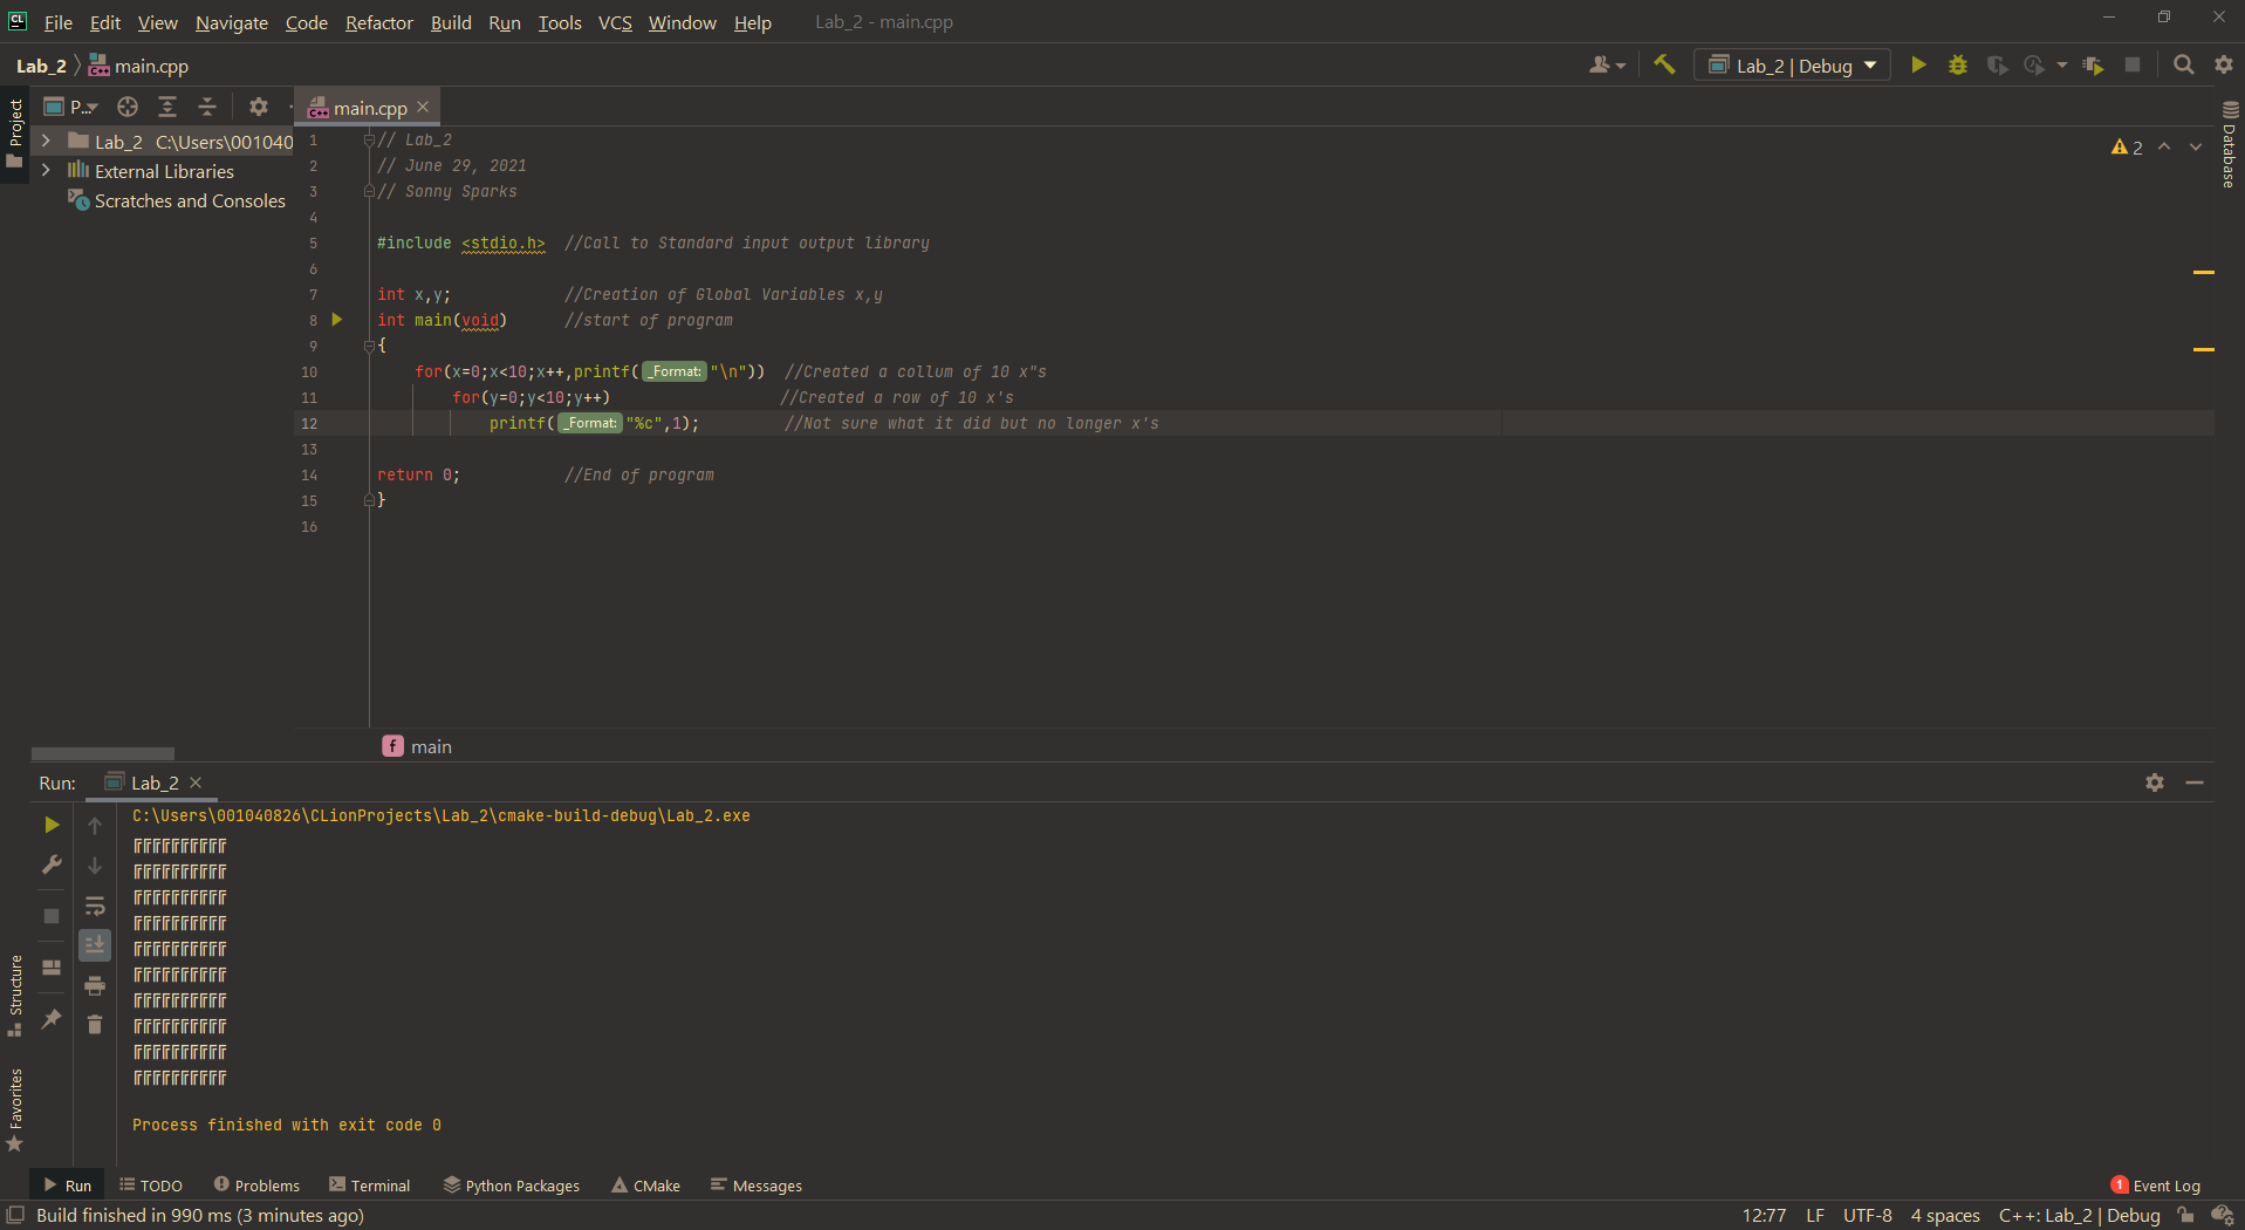 CL File Edit View Navigate Code Refactor Build Run Tools VCS Window Help Lab_2 - main.cpp
Lab_2 main.cpp Lab_2 | Debug
P... main.cpp
Project
Lab_2 C:\Users\001040
External Libraries
Scratches and Consoles
1 // Lab_2
2 // June 29, 2021
3 // Sonny Sparks
4
5 #include <stdio.h> //Call to Standard input output library
6
7 int x,y; //Creation of Global Variables x,y
8 int main(void) //start of program
9 {
10 for(x=0;x<10;x++,printf(_Format: "\n")) //Created a collum of 10 x"s
11 for(y=0;y<10;y++) //Created a row of 10 x's
12 printf(_Format: "%c",1); //Not sure what it did but no longer x's
13
14 return 0; //End of program
15 }
16
2
Database
f main
Run: Lab_2
C:\Users\001040826\CLionProjects\Lab_2\cmake-build-debug\Lab_2.exe
╔╔╔╔╔╔╔╔╔╔
╔╔╔╔╔╔╔╔╔╔
╔╔╔╔╔╔╔╔╔╔
╔╔╔╔╔╔╔╔╔╔
╔╔╔╔╔╔╔╔╔╔
╔╔╔╔╔╔╔╔╔╔
╔╔╔╔╔╔╔╔╔╔
╔╔╔╔╔╔╔╔╔╔
╔╔╔╔╔╔╔╔╔╔
╔╔╔╔╔╔╔╔╔╔
Process finished with exit code 0
Structure
Favorites
Run TODO Problems Terminal Python Packages CMake Messages 1 Event Log
Build finished in 990 ms (3 minutes ago) 12:77 LF UTF-8 4 spaces C++: Lab_2 | Debug